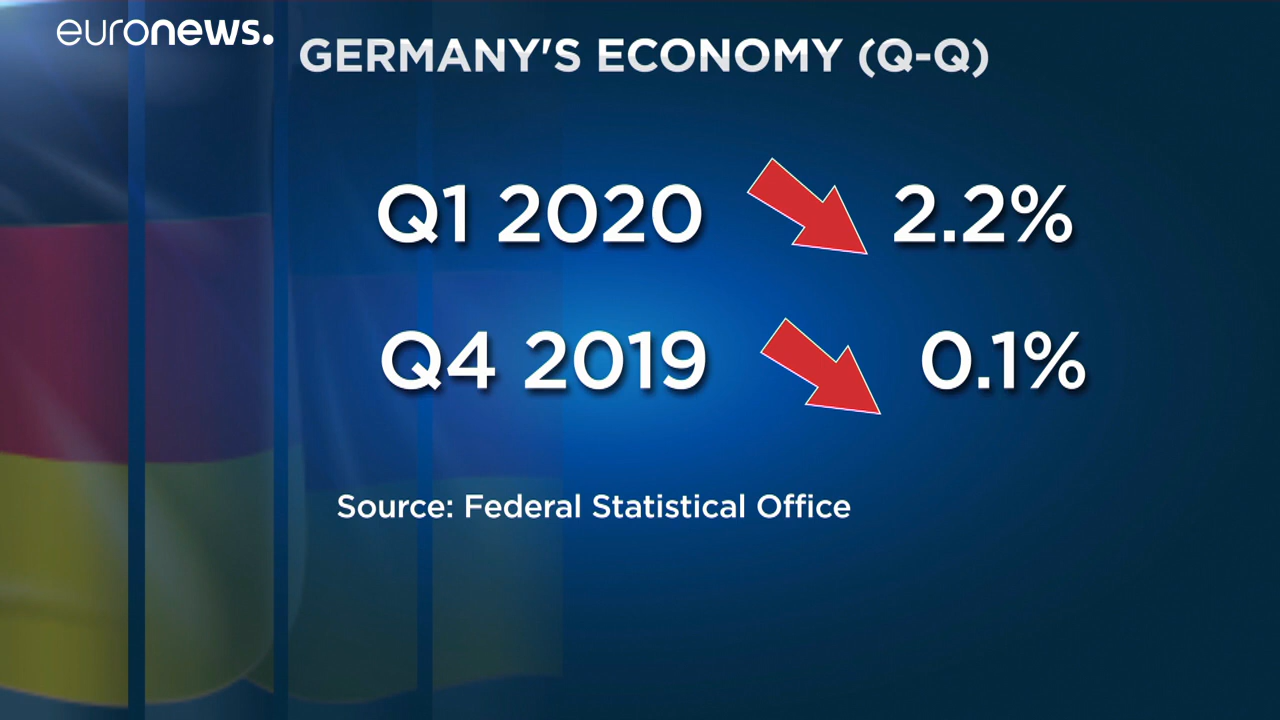 euronews.
GERMANY'S ECONOMY (Q-Q)
Q1 2020 2.2%
Q4 2019 0.1%
Source: Federal Statistical Office